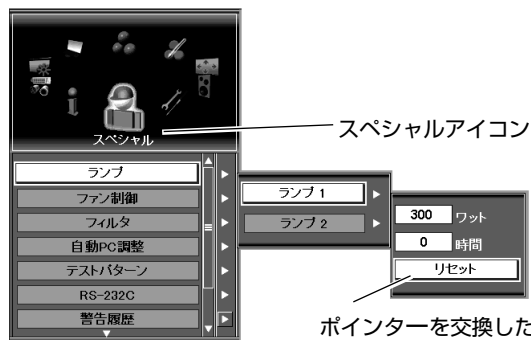 スペシャル
スペシャルアイコン
ランプ
ファン制御
フィルタ
自動PC調整
テストパターン
RS-232C
警告履歴
ランプ 1
ランプ 2
300 ワット
0 時間
リセット
ポインターを交換した